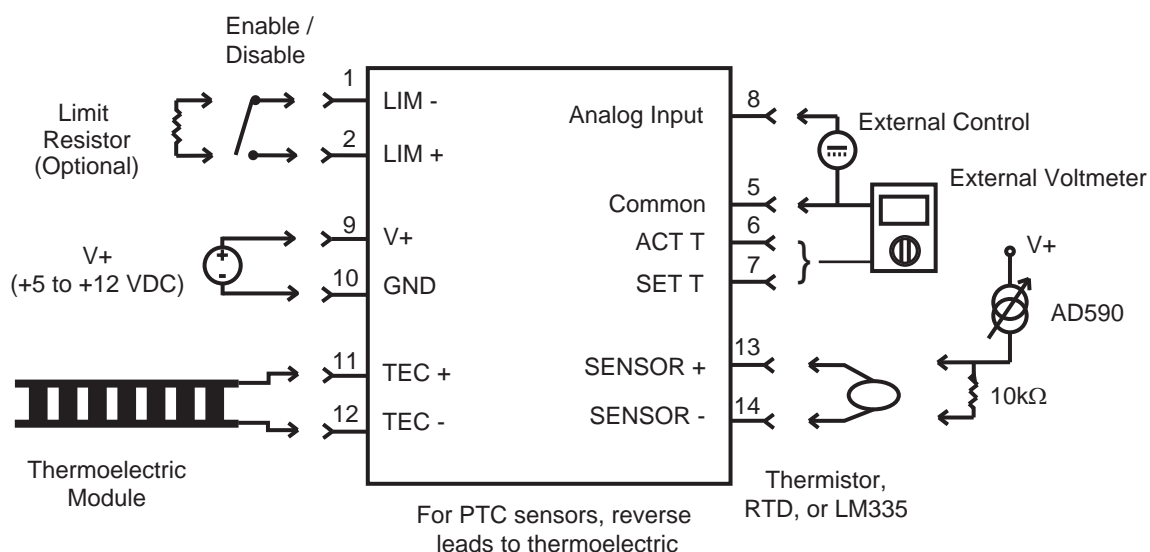 Enable /
Disable
1
LIM -
Limit
Resistor
(Optional)
2
LIM +
8
Analog Input
External Control
5
Common
External Voltmeter
6
ACT T
7
SET T
9
V+
V+
(+5 to +12 VDC)
+
-
10
GND
V+
AD590
10kΩ
11
TEC +
12
TEC -
13
SENSOR +
14
SENSOR -
Thermoelectric
Module
Thermistor,
RTD, or LM335
For PTC sensors, reverse
leads to thermoelectric